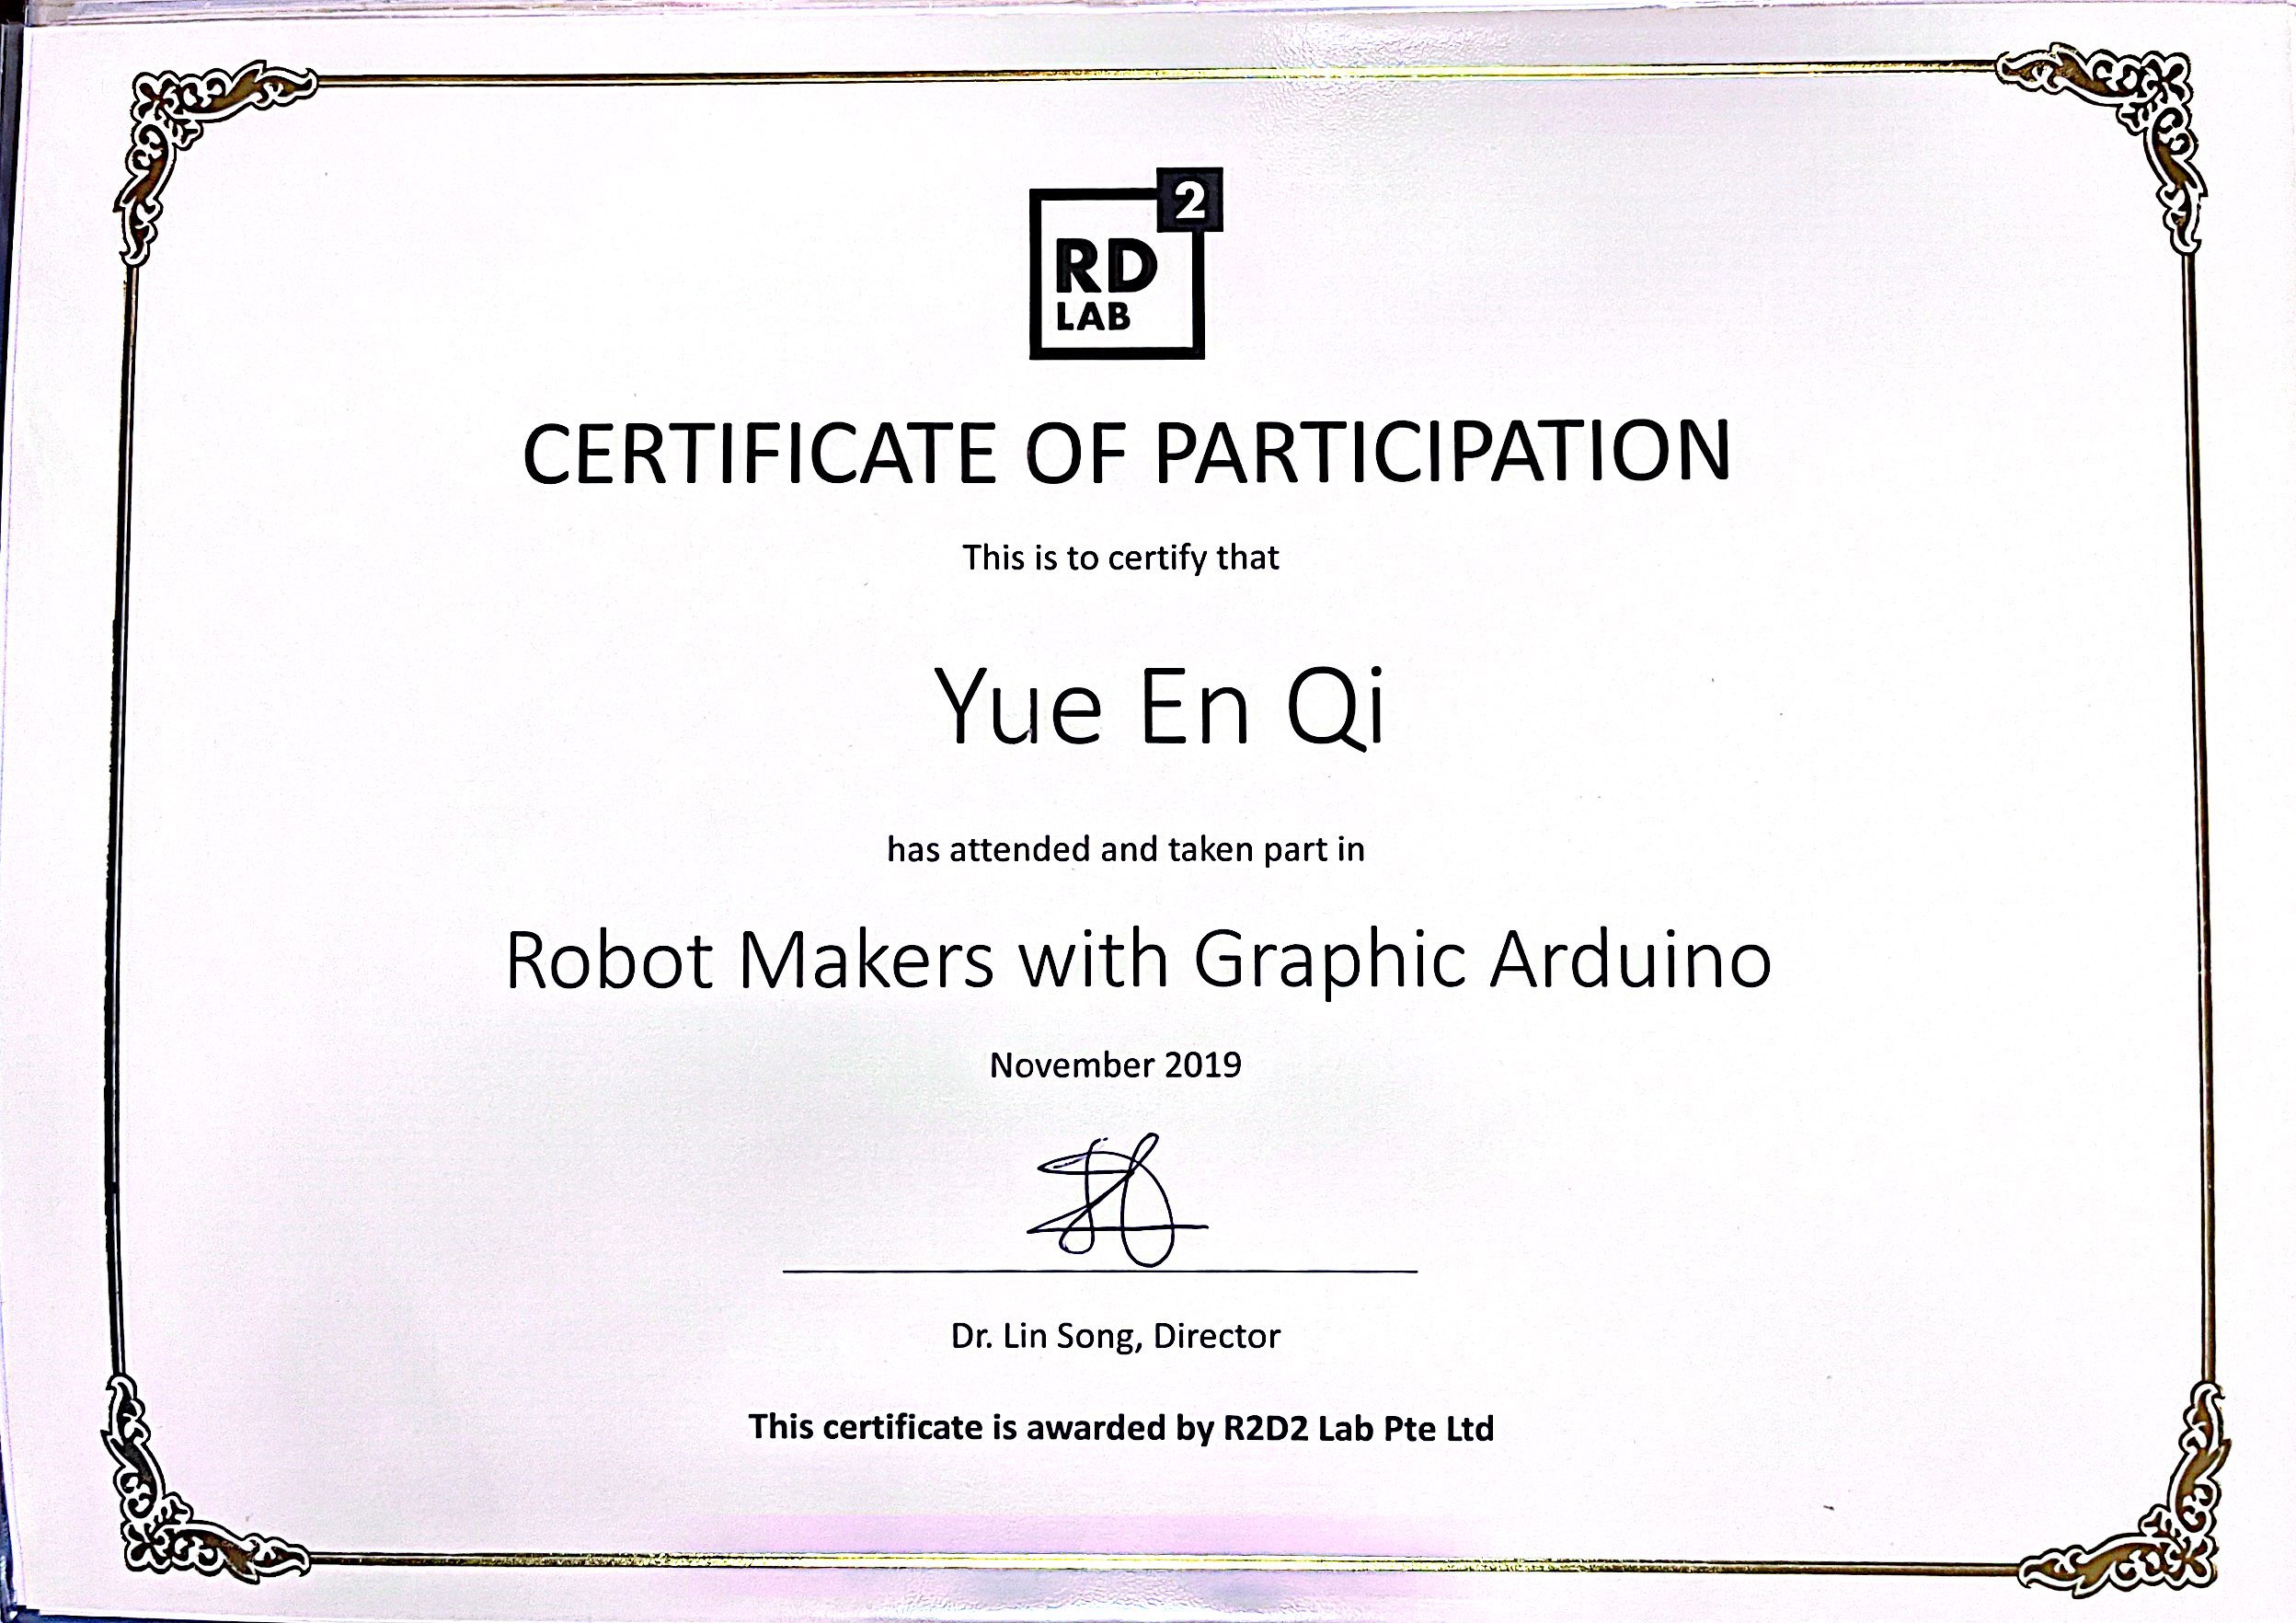 2
RD
LAB
CERTIFICATE OF PARTICIPATION
This is to certify that
Yue En Qi
has attended and taken part in
Robot Makers with Graphic Arduino
November 2019
Dr. Lin Song, Director
This certificate is awarded by R2D2 Lab Pte Ltd